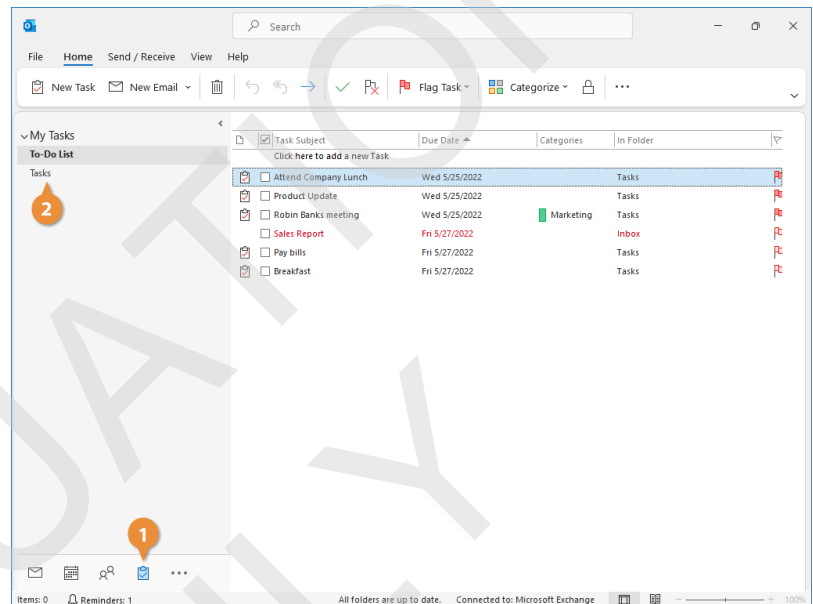 Search
File Home Send / Receive View Help
New Task New Email Flag Task Categorize ...
My Tasks
To-Do List
Tasks
2
Task Subject Due Date Categories In Folder
Click here to add a new Task
Attend Company Lunch Wed 5/25/2022 Tasks
Product Update Wed 5/25/2022 Tasks
Robin Banks meeting Wed 5/25/2022 Marketing Tasks
Sales Report Fri 5/27/2022 Inbox
Pay bills Fri 5/27/2022 Tasks
Breakfast Fri 5/27/2022 Tasks
1
Items: 0 Reminders: 1 All folders are up to date. Connected to: Microsoft Exchange 100%